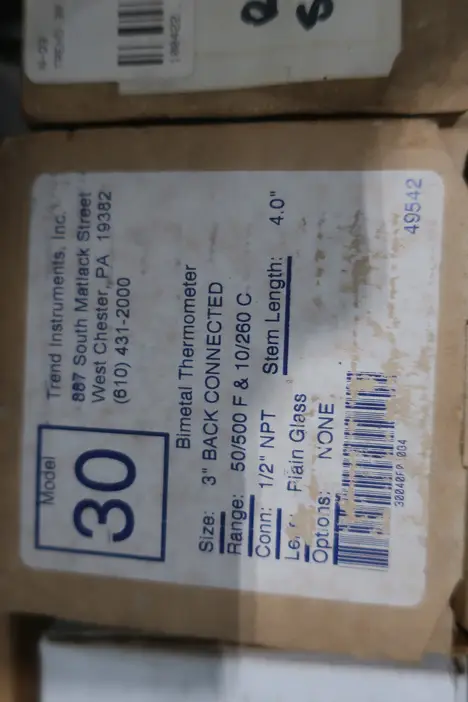 Model
30
Trend Instruments, Inc.
887 South Matlack Street
West Chester, PA 19382
(610) 431-2000
Bimetal Thermometer
Size: 3" BACK CONNECTED
Range: 50/500 F & 10/260 C
Conn: 1/2" NPT Stem Length: 4.0"
Plain Glass
Options: NONE
30040FP 004
49542